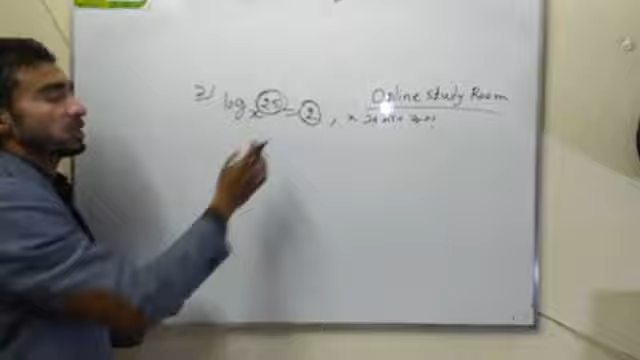 Online Study Room
2) log x 25 = 2, x